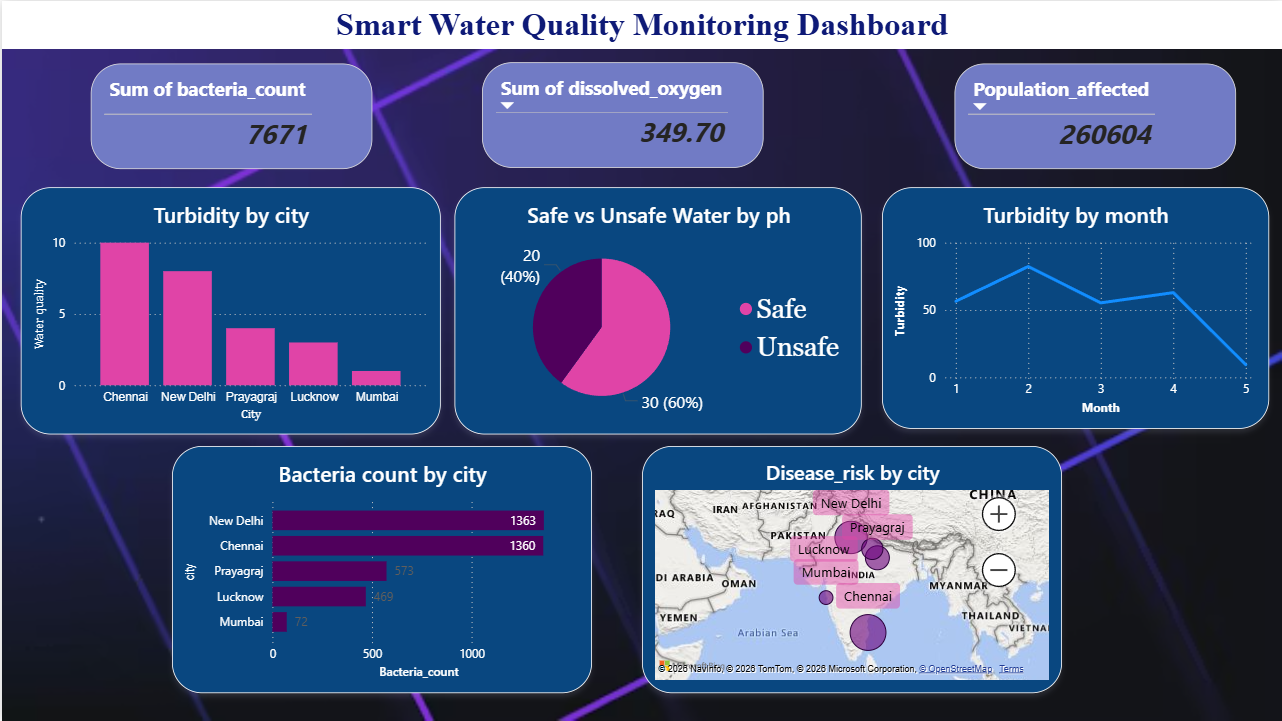 Smart Water Quality Monitoring Dashboard
Sum of bacteria_count
7671
Sum of dissolved_oxygen
349.70
Population_affected
260604
Turbidity by city
Water quality
10
5
0
Chennai New Delhi Prayagraj Lucknow Mumbai
City
Safe vs Unsafe Water by ph
20
(40%)
30 (60%)
Safe
Unsafe
Turbidity by month
Turbidity
100
50
0
1 2 3 4 5
Month
Bacteria count by city
city
New Delhi 1363
Chennai 1360
Prayagraj 573
Lucknow 469
Mumbai 72
0 500 1000
Bacteria_count
Disease_risk by city
CHINA
New Delhi
RAQ IRAN AFGHANISTAN
Prayagraj
PAKISTAN
Lucknow
Mumbai INDIA
DI ARABIA OMAN MYANMAR
Chennai
YEMEN THAILAND
Arabian Sea VIETNA
© 2026 NavInfo, © 2026 TomTom, © 2026 Microsoft Corporation, © OpenStreetMap Terms